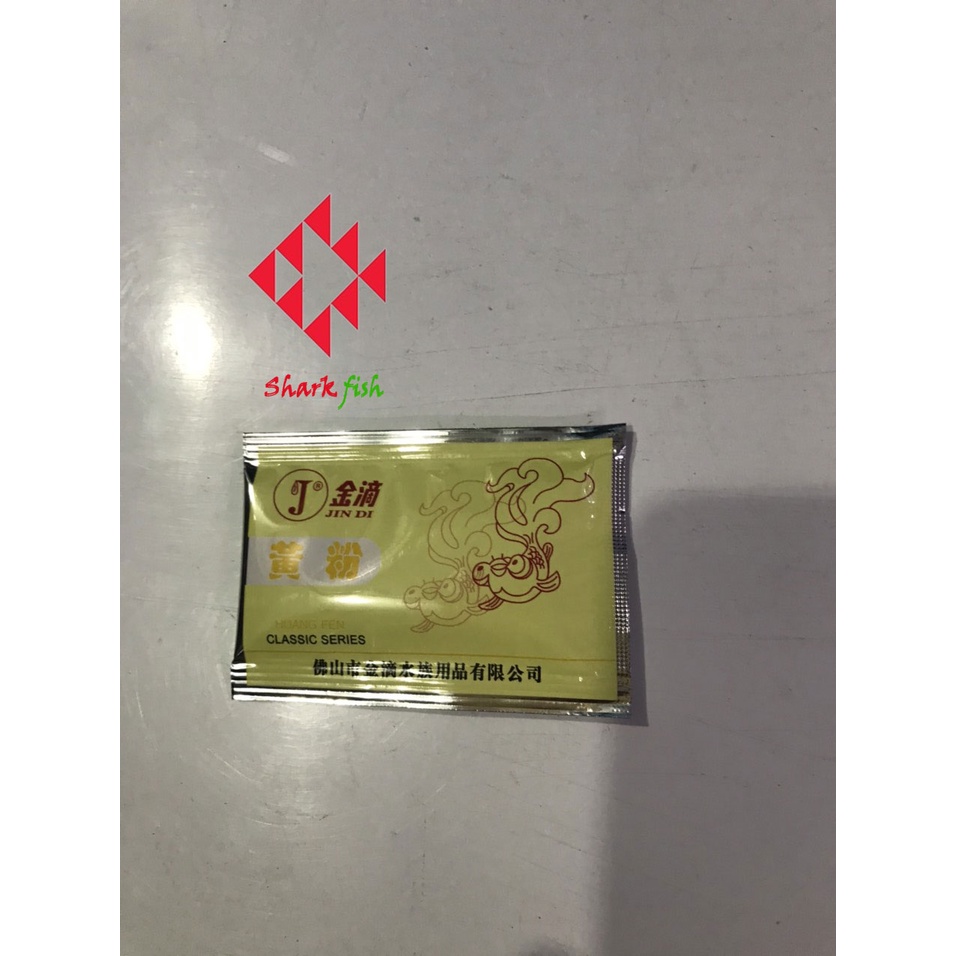 Shark fish
J®
金滴
JIN DI
黄 粉
HUANG FEN
CLASSIC SERIES
佛山市金滴水族用品有限公司